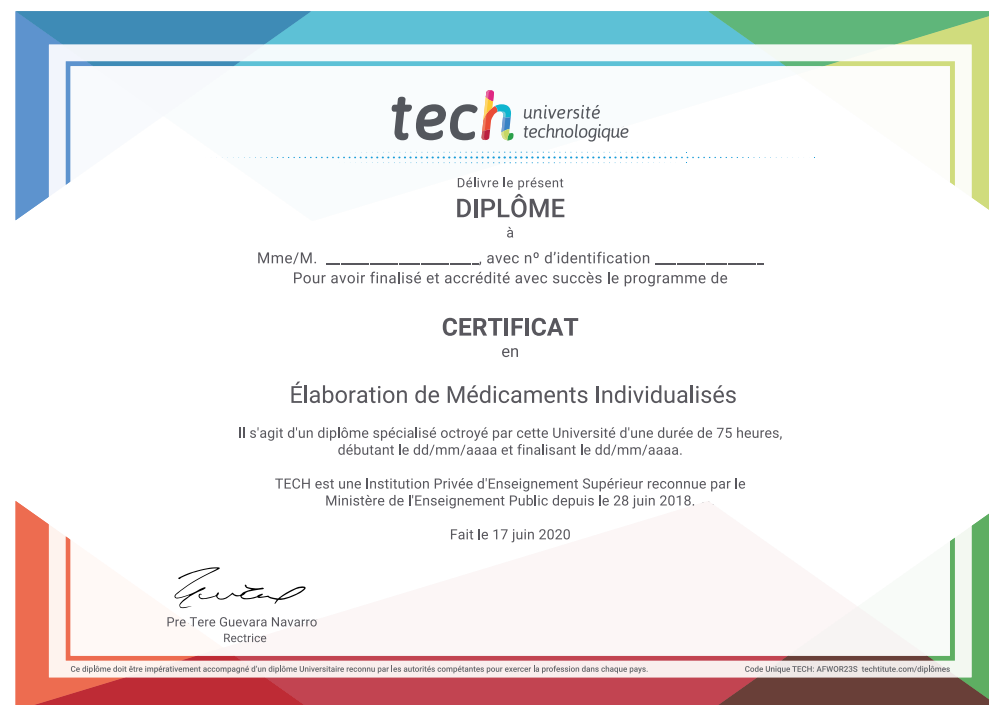 tech université
technologique
Délivre le présent
DIPLÔME
à
Mme/M. ____________________, avec nº d'identification ______________
Pour avoir finalisé et accrédité avec succès le programme de
CERTIFICAT
en
Élaboration de Médicaments Individualisés
Il s'agit d'un diplôme spécialisé octroyé par cette Université d'une durée de 75 heures,
débutant le dd/mm/aaaa et finalisant le dd/mm/aaaa.
TECH est une Institution Privée d'Enseignement Supérieur reconnue par le
Ministère de l'Enseignement Public depuis le 28 juin 2018.
Fait le 17 juin 2020
Pre Tere Guevara Navarro
Rectrice
Ce diplôme doit être impérativement accompagné d'un diplôme Universitaire reconnu par les autorités compétantes pour exercer la profession dans chaque pays.
Code Unique TECH: AFWOR23S techtitute.com/diplômes